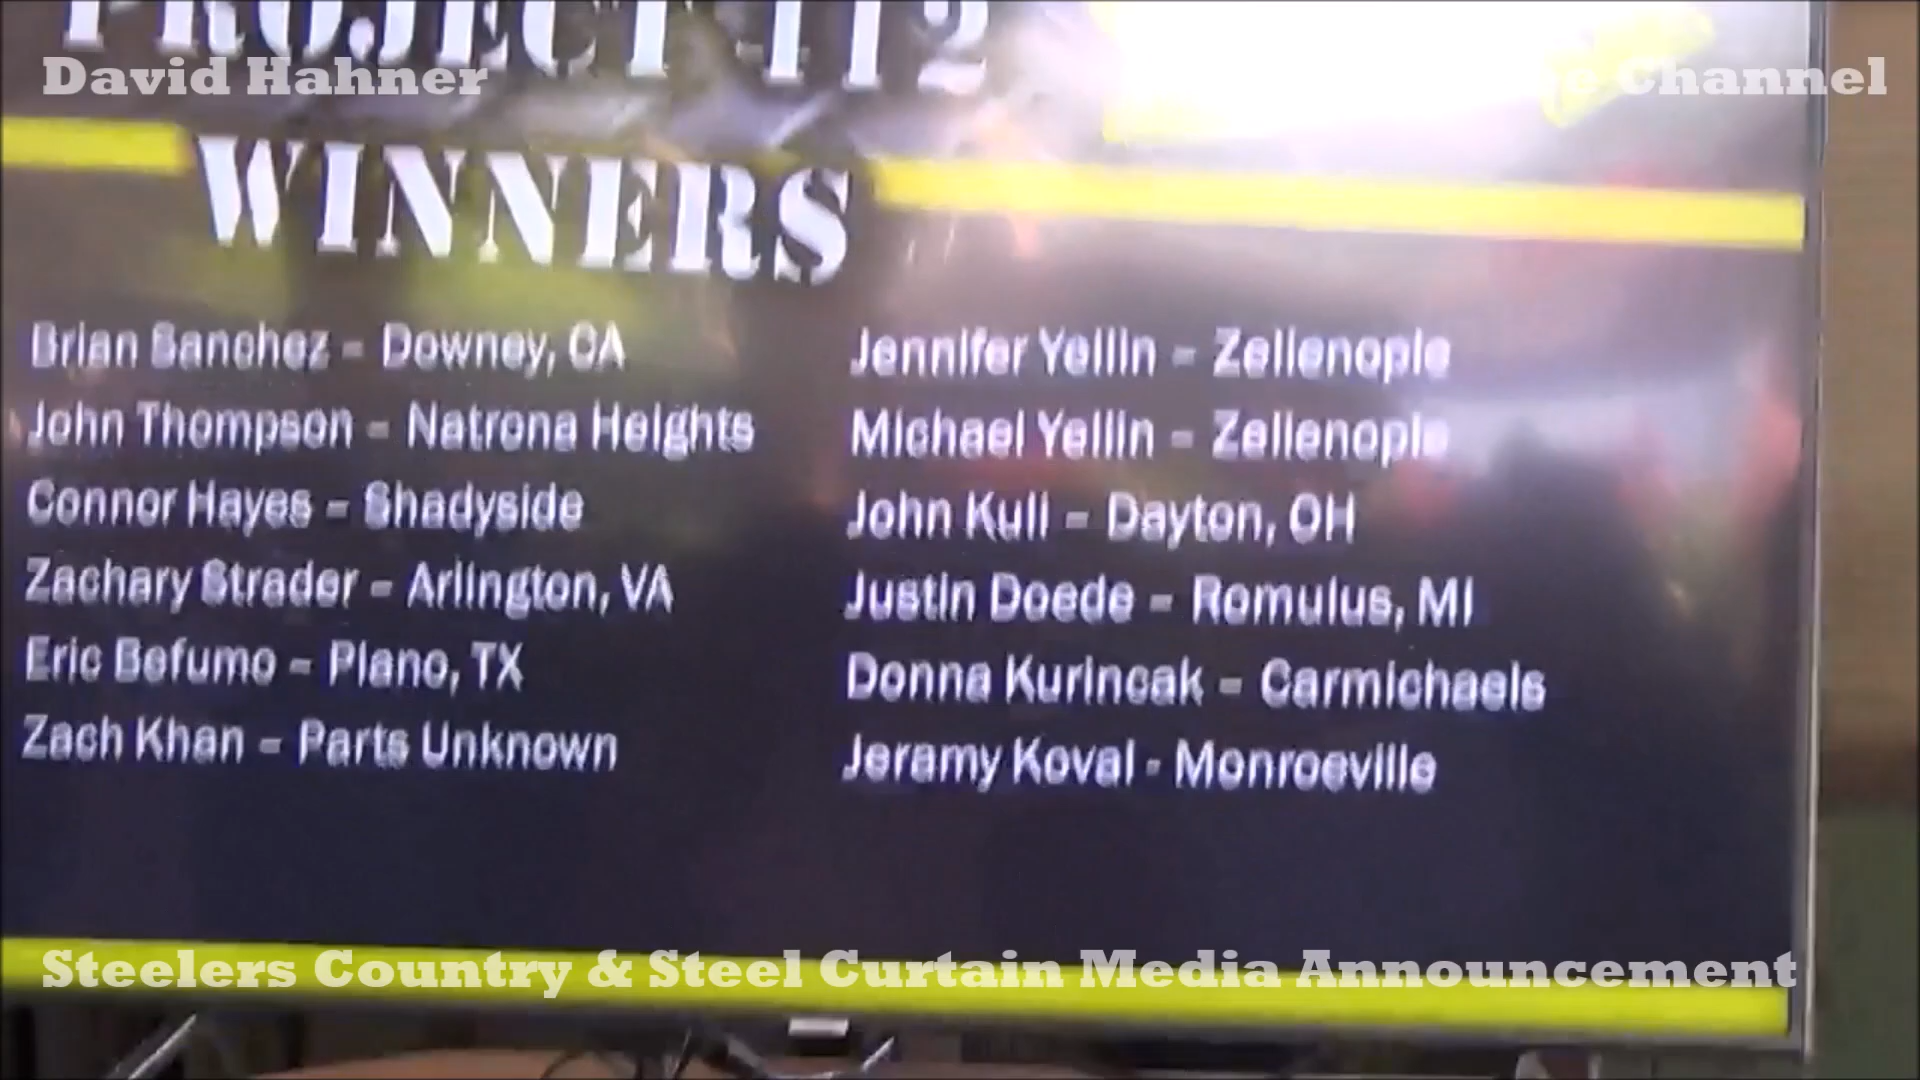 PROJECT 112
David Hahner
e Channel
WINNERS
Brian Sanchez – Downey, CA
John Thompson – Natrona Heights
Connor Hayes – Shadyside
Zachary Strader – Arlington, VA
Eric Befumo – Plano, TX
Zach Khan – Parts Unknown
Jennifer Yellin – Zelienople
Michael Yellin – Zelienople
John Kuli – Dayton, OH
Justin Doede – Romulus, MI
Donna Kurincak – Carmichaels
Jeramy Koval - Monroeville
Steelers Country & Steel Curtain Media Announcement